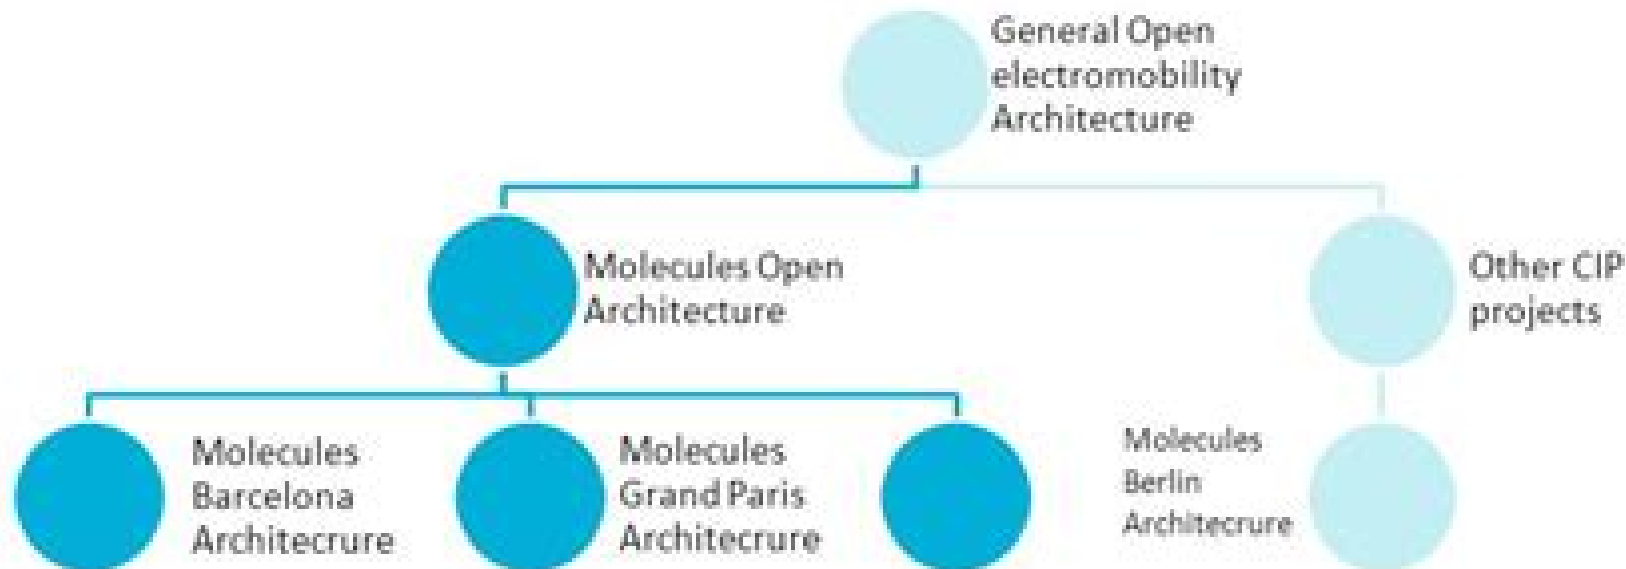 General Open
electromobility
Architecture
Molecules Open
Architecture
Other CIP
projects
Molecules
Barcelona
Architecrure
Molecules
Grand Paris
Architecrure
Molecules
Berlin
Architecrure